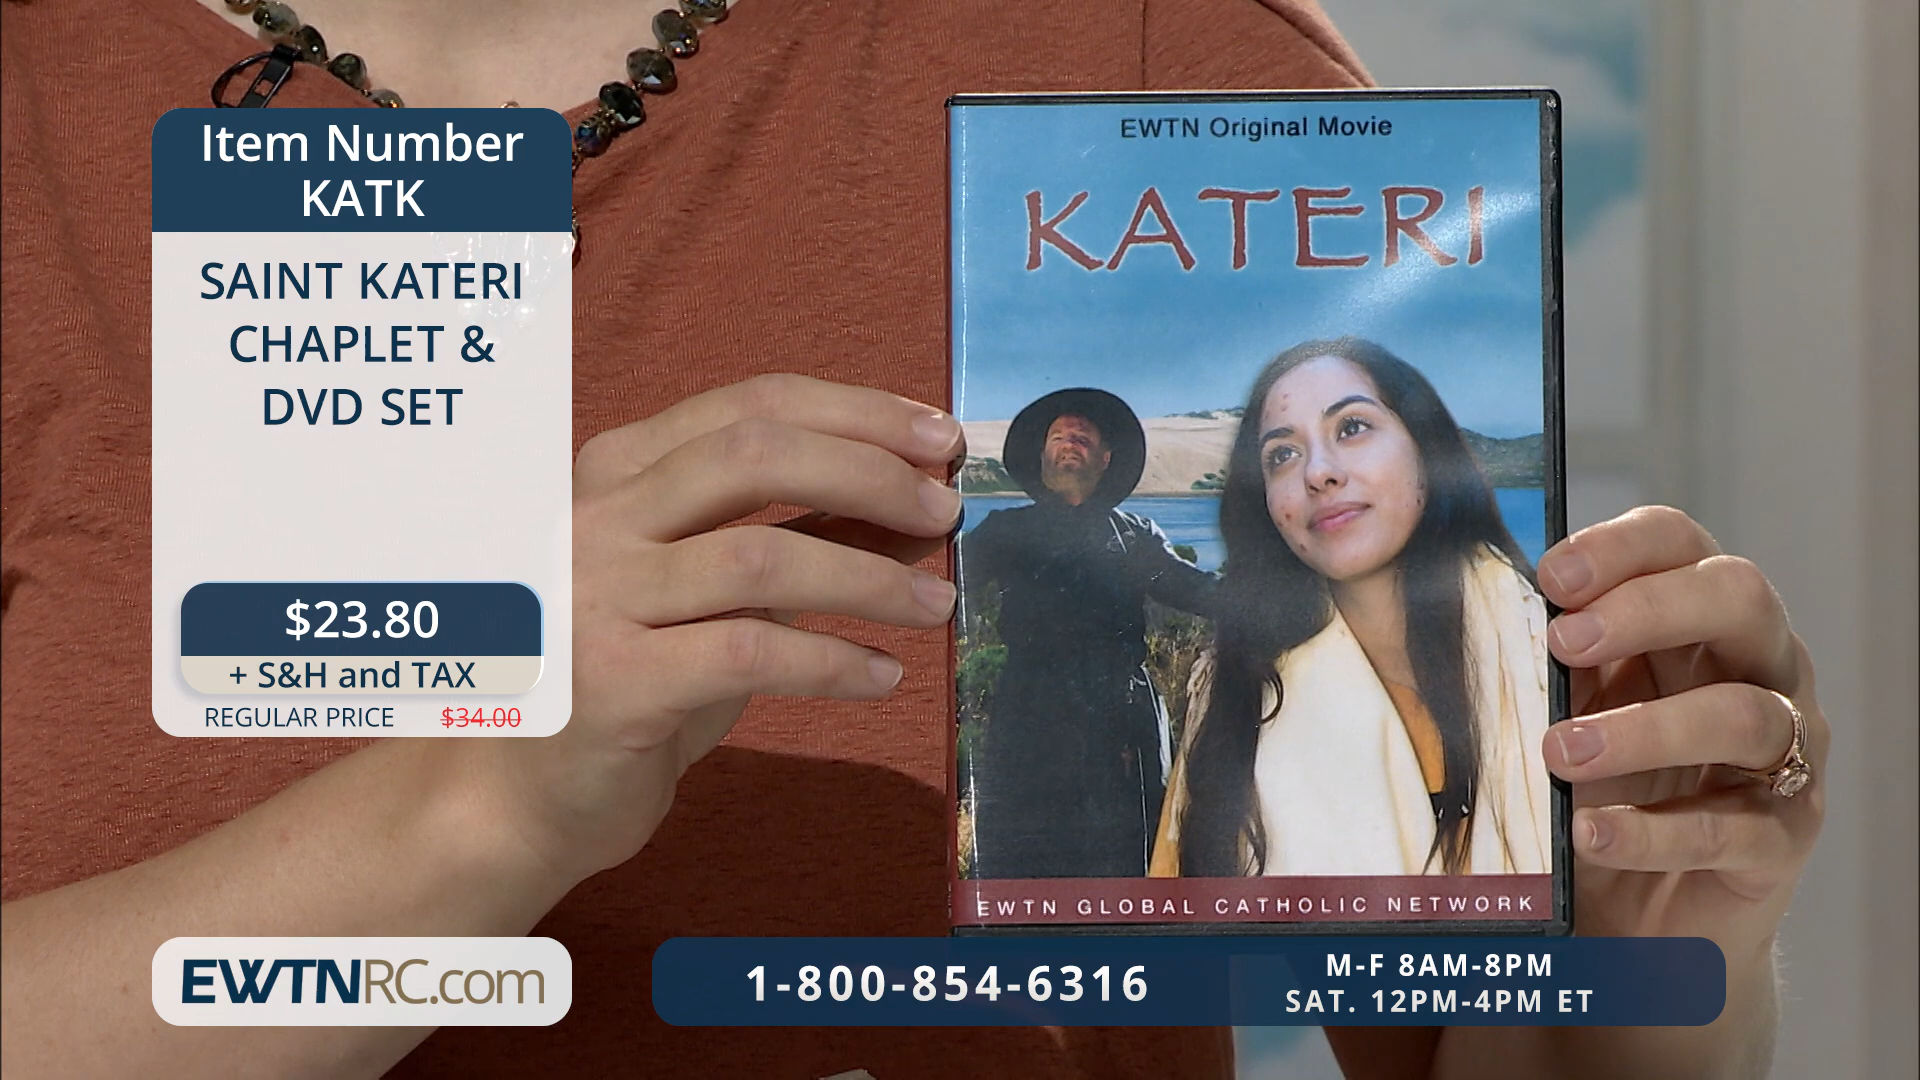 Item Number
KATK
SAINT KATERI
CHAPLET &
DVD SET
$23.80
+ S&H and TAX
REGULAR PRICE $34.00
EWTN Original Movie
KATERI
EWTN GLOBAL CATHOLIC NETWORK
EWTNRC.com
1-800-854-6316
M-F 8AM-8PM
SAT. 12PM-4PM ET